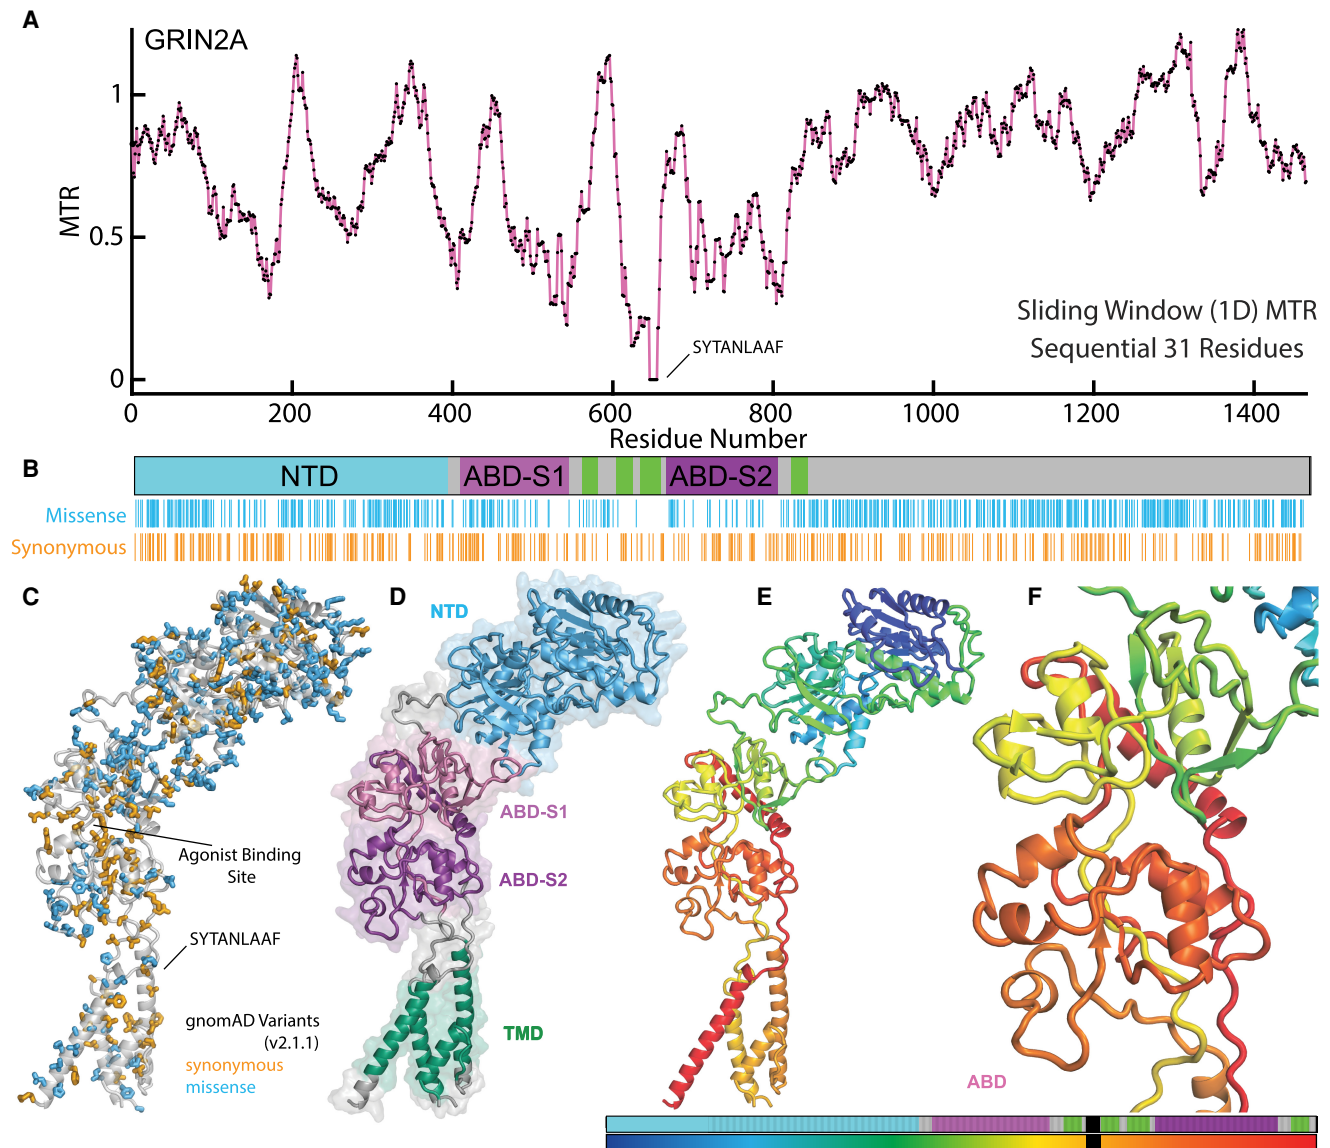 A
GRIN2A
1
0.5
0
MTR
SYTANLAAF
Sliding Window (1D) MTR
Sequential 31 Residues
0 200 400 600 800 1000 1200 1400
Residue Number
B
NTD ABD-S1 ABD-S2
Missense
Synonymous
C
Agonist Binding
Site
SYTANLAAF
gnomAD Variants
(v2.1.1)
synonymous
missense
D
NTD
ABD-S1
ABD-S2
TMD
E
F
ABD